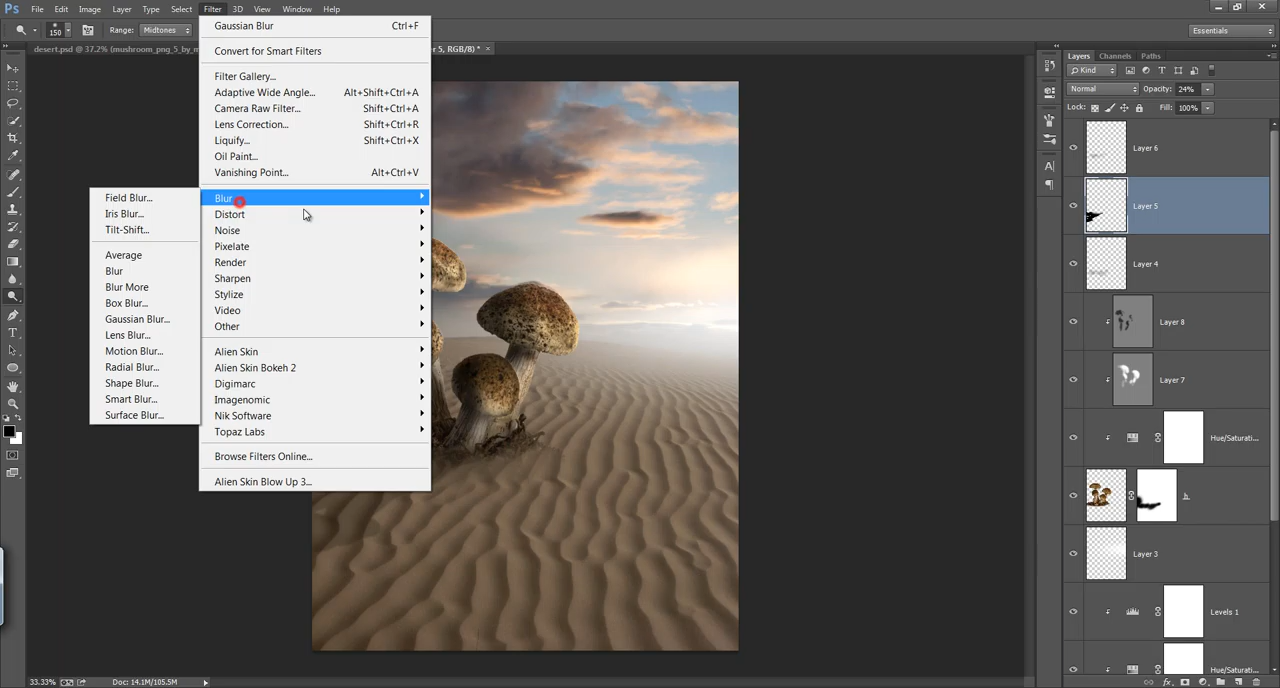 Ps File Edit Image Layer Type Select Filter 3D View Window Help
150 Range: Midtones Essentials
desert.psd @ 37.2% (mushroom_png_5_by_m
r 5, RGB/8) * ×
Gaussian Blur Ctrl+F
Convert for Smart Filters
Filter Gallery...
Adaptive Wide Angle... Alt+Shift+Ctrl+A
Camera Raw Filter... Shift+Ctrl+A
Lens Correction... Shift+Ctrl+R
Liquify... Shift+Ctrl+X
Oil Paint...
Vanishing Point... Alt+Ctrl+V
Blur
Distort
Noise
Pixelate
Render
Sharpen
Stylize
Video
Other
Alien Skin
Alien Skin Bokeh 2
Digimarc
Imagenomic
Nik Software
Topaz Labs
Browse Filters Online...
Alien Skin Blow Up 3...
Field Blur...
Iris Blur...
Tilt-Shift...
Average
Blur
Blur More
Box Blur...
Gaussian Blur...
Lens Blur...
Motion Blur...
Radial Blur...
Shape Blur...
Smart Blur...
Surface Blur...
Layers Channels Paths
Kind
Normal Opacity: 24%
Lock: Fill: 100%
Layer 6
Layer 5
Layer 4
Layer 8
Layer 7
Hue/Saturati...
Layer 3
Levels 1
Hue/Saturati...
33.33% Doc: 14.1M/105.5M